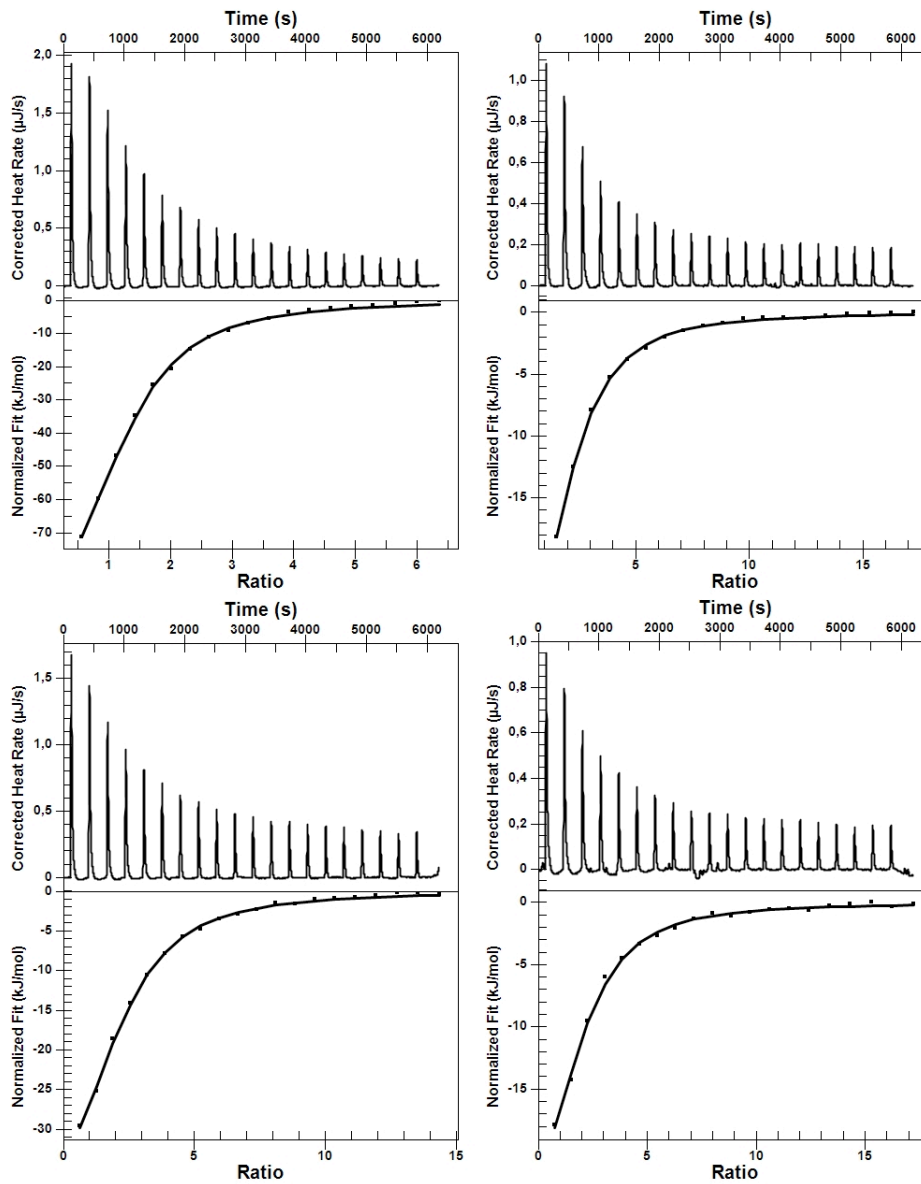 Time (s)
0 1000 2000 3000 4000 5000 6000
Corrected Heat Rate (µJ/s)
2,0
1,5
1,0
0,5
0
Normalized Fit (kJ/mol)
0
-10
-20
-30
-40
-50
-60
-70
1 2 3 4 5 6
Ratio
Time (s)
0 1000 2000 3000 4000 5000 6000
Corrected Heat Rate (µJ/s)
1,0
0,8
0,6
0,4
0,2
0
Normalized Fit (kJ/mol)
0
-5
-10
-15
5 10 15
Ratio
Time (s)
0 1000 2000 3000 4000 5000 6000
Corrected Heat Rate (µJ/s)
1,5
1,0
0,5
0
Normalized Fit (kJ/mol)
0
-5
-10
-15
-20
-25
-30
0 5 10 15
Ratio
Time (s)
0 1000 2000 3000 4000 5000 6000
Corrected Heat Rate (µJ/s)
1,0
0,8
0,6
0,4
0,2
0
Normalized Fit (kJ/mol)
0
-5
-10
-15
0 5 10 15
Ratio